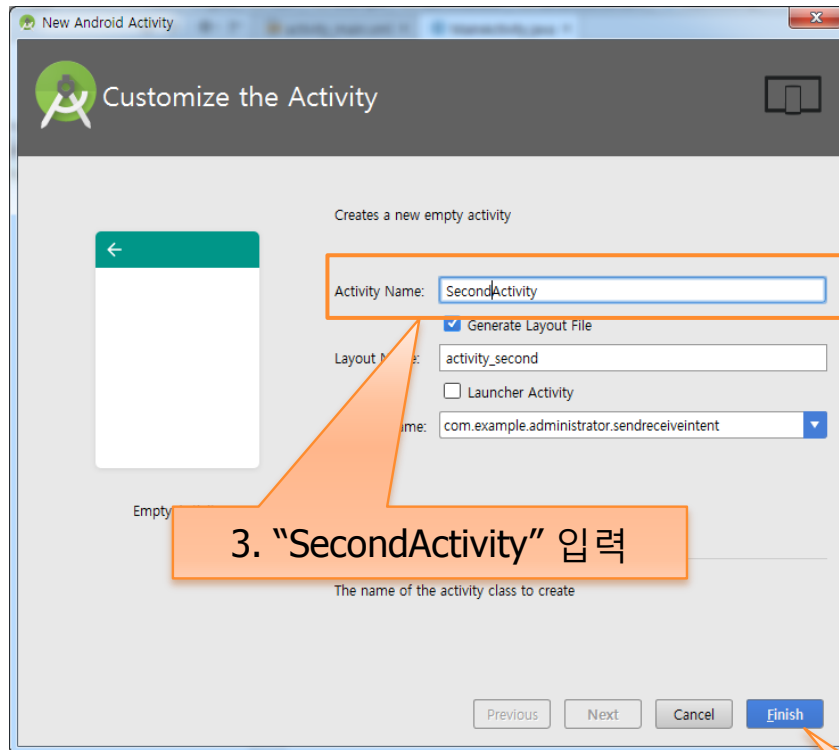 New Android Activity
Customize the Activity
Creates a new empty activity
Activity Name: SecondActivity
Generate Layout File
Layout activity_second
Launcher Activity
ame: com.example.administrator.sendreceiveintent
Empty
3. “SecondActivity” 입력
The name of the activity class to create
Previous Next Cancel Finish